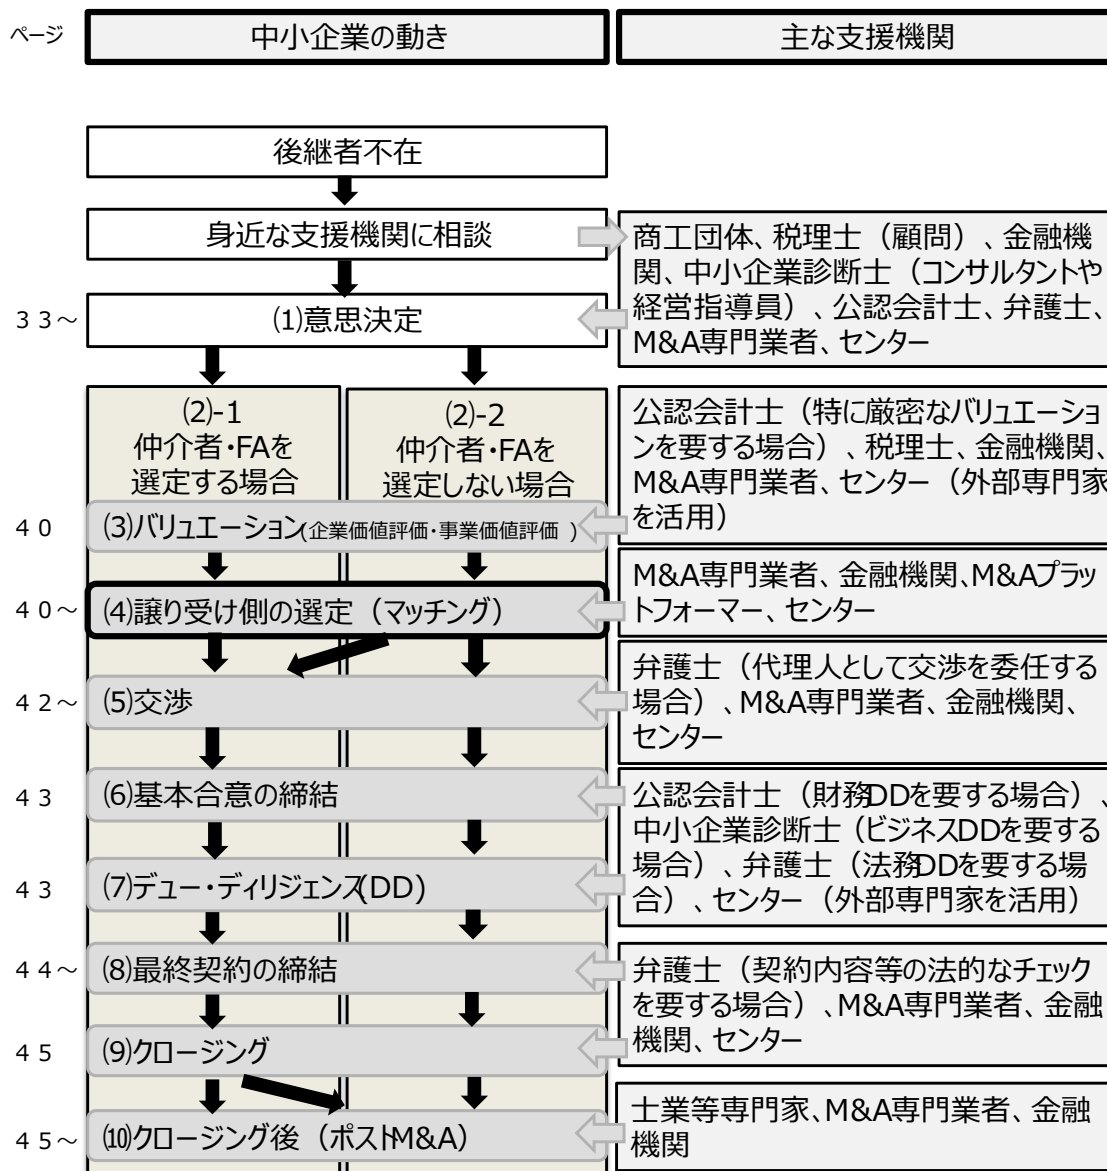 ページ
中小企業の動き
主な支援機関
後継者不在
身近な支援機関に相談
商工団体、税理士（顧問）、金融機
関、中小企業診断士（コンサルタントや
経営指導員）、公認会計士、弁護士、
M&A専門業者、センター
33～
(1)意思決定
(2)-1
仲介者・FAを
選定する場合
(2)-2
仲介者・FAを
選定しない場合
公認会計士（特に厳密なバリュエーショ
ンを要する場合）、税理士、金融機関、
M&A専門業者、センター（外部専門家
を活用）
40
(3)バリュエーション(企業価値評価・事業価値評価 )
40～
(4)譲り受け側の選定（マッチング）
M&A専門業者、金融機関、M&Aプラッ
トフォーマー、センター
42～
(5)交渉
弁護士（代理人として交渉を委任する
場合）、M&A専門業者、金融機関、
センター
43
(6)基本合意の締結
公認会計士（財務DDを要する場合）、
中小企業診断士（ビジネスDDを要する
場合）、弁護士（法務DDを要する場
合）、センター（外部専門家を活用）
43
(7)デュー・ディリジェンス(DD)
44～
(8)最終契約の締結
弁護士（契約内容等の法的なチェック
を要する場合）、M&A専門業者、金融
機関、センター
45
(9)クロージング
45～
(10)クロージング後（ポストM&A）
士業等専門家、M&A専門業者、金融
機関